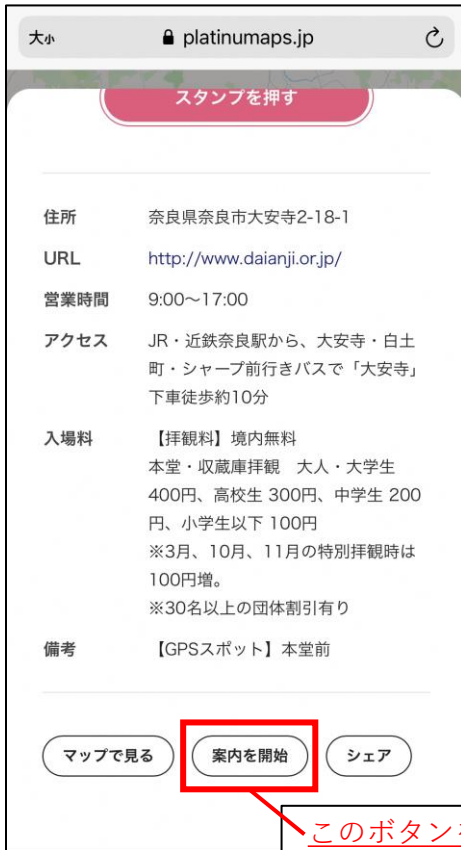 大小 platinumaps.jp
スタンプを押す
住所 奈良県奈良市大安寺2-18-1
URL http://www.daianji.or.jp/
営業時間 9:00～17:00
アクセス JR・近鉄奈良駅から、大安寺・白土
町・シャープ前行きバスで「大安寺」
下車徒歩約10分
入場料 【拝観料】境内無料
本堂・収蔵庫拝観　大人・大学生
400円、高校生 300円、中学生 200
円、小学生以下 100円
※3月、10月、11月の特別拝観時は
100円増。
※30名以上の団体割引有り
備考 【GPSスポット】本堂前
マップで見る 案内を開始 シェア
このボタン